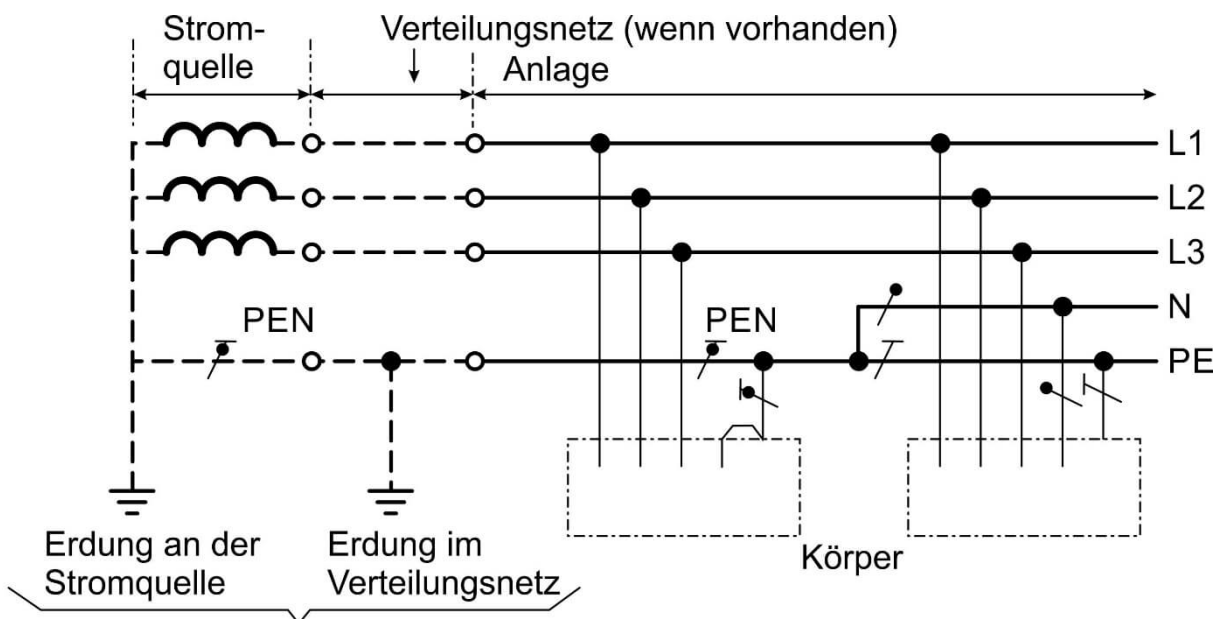 Strom-
quelle
Verteilungsnetz (wenn vorhanden)
Anlage
L1
L2
L3
N
PEN
PEN
PE
Erdung an der
Stromquelle
Erdung im
Verteilungsnetz
Körper